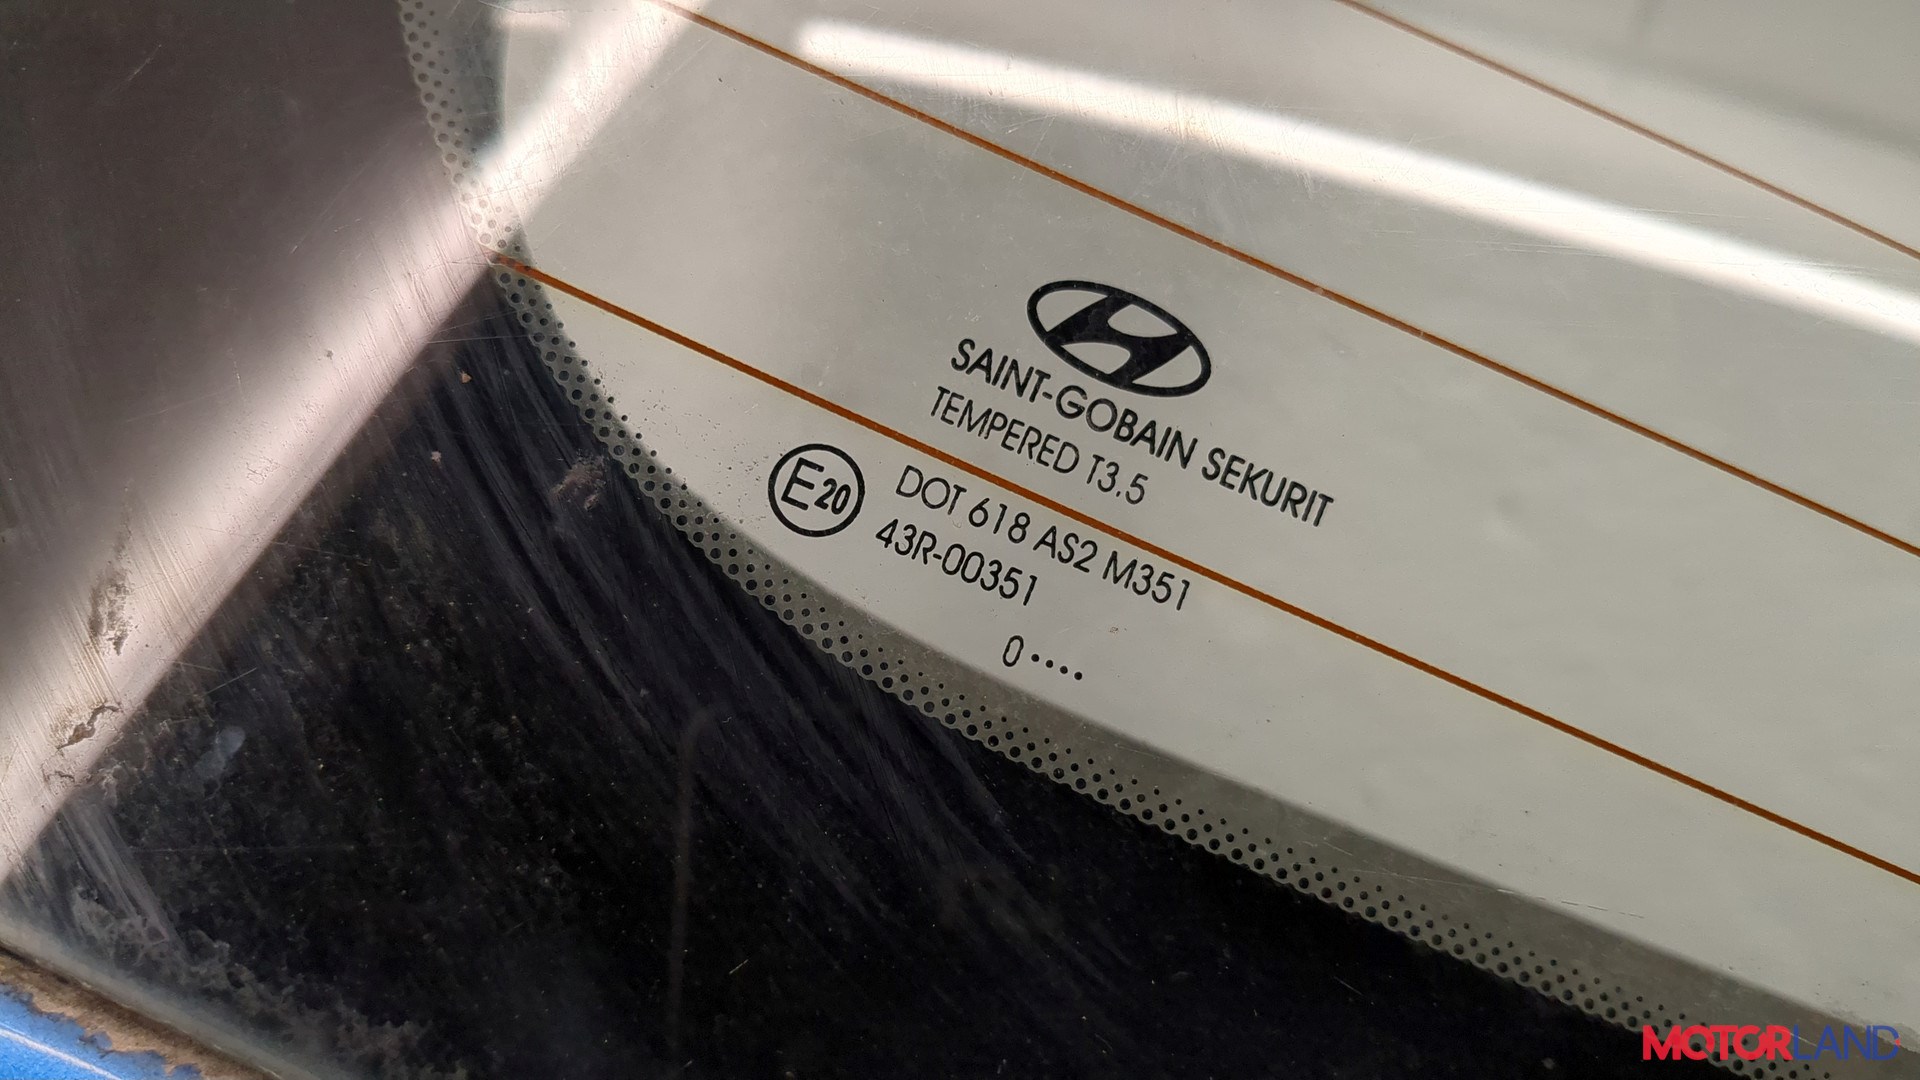 SAINT-GOBAIN SEKURIT
TEMPERED T3.5
E20
DOT 618 AS2 M351
43R-00351
0••••
MOTORLAND